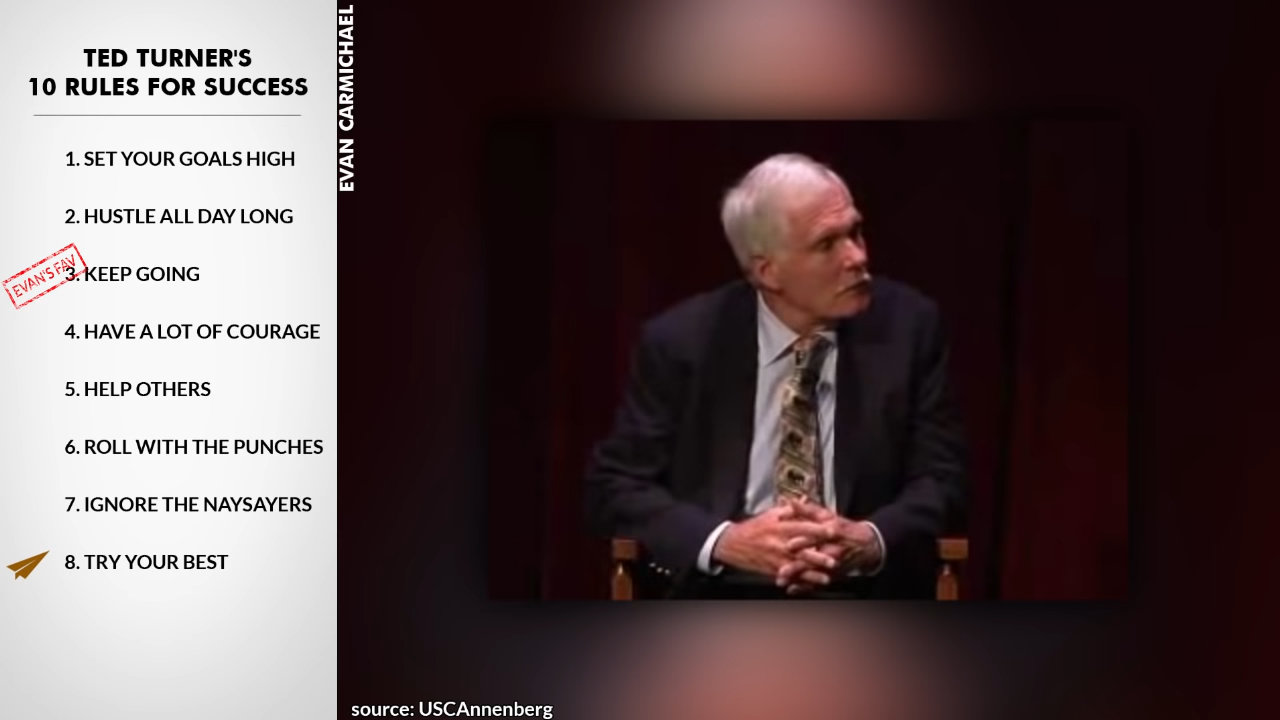 TED TURNER'S
10 RULES FOR SUCCESS
1. SET YOUR GOALS HIGH
2. HUSTLE ALL DAY LONG
EVAN'S FAV
3. KEEP GOING
4. HAVE A LOT OF COURAGE
5. HELP OTHERS
6. ROLL WITH THE PUNCHES
7. IGNORE THE NAYSAYERS
8. TRY YOUR BEST
EVAN CARMICHAEL
source: USCAnnenberg